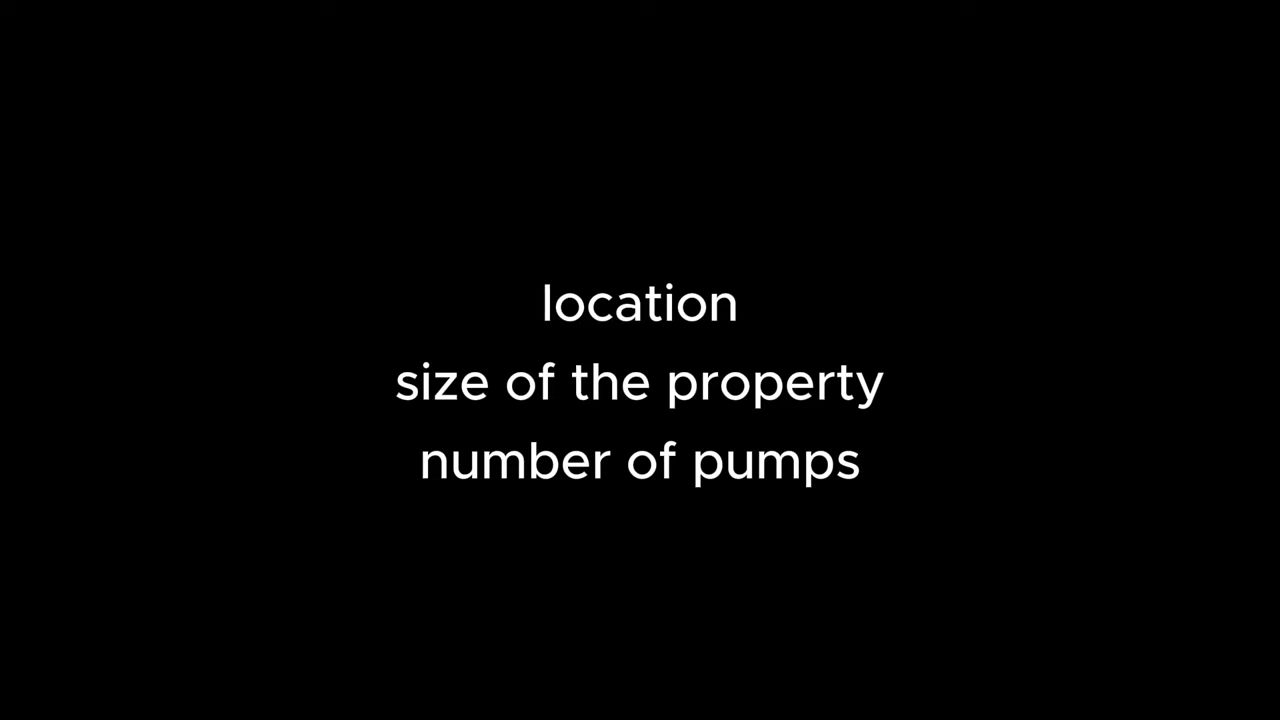 location
size of the property
number of pumps